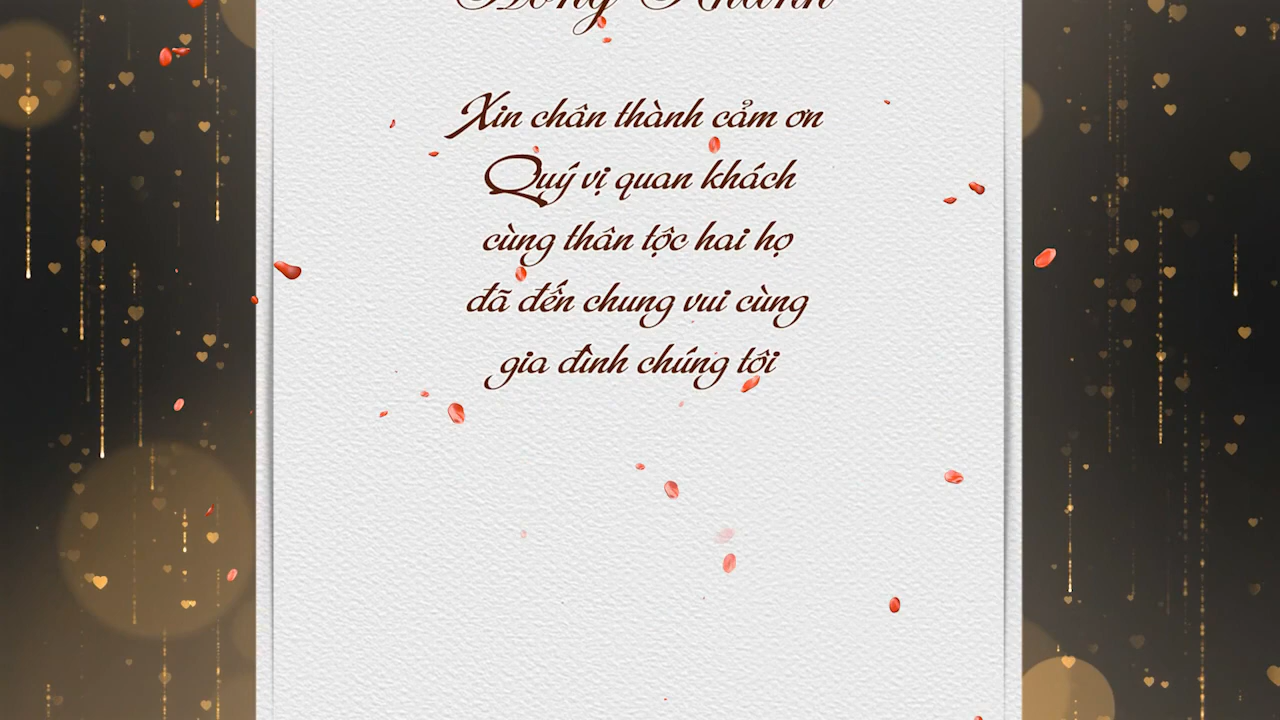 Xin chân thành cảm ơn
Quý vị quan khách
cùng thân tộc hai họ
đã đến chung vui cùng
gia đình chúng tôi